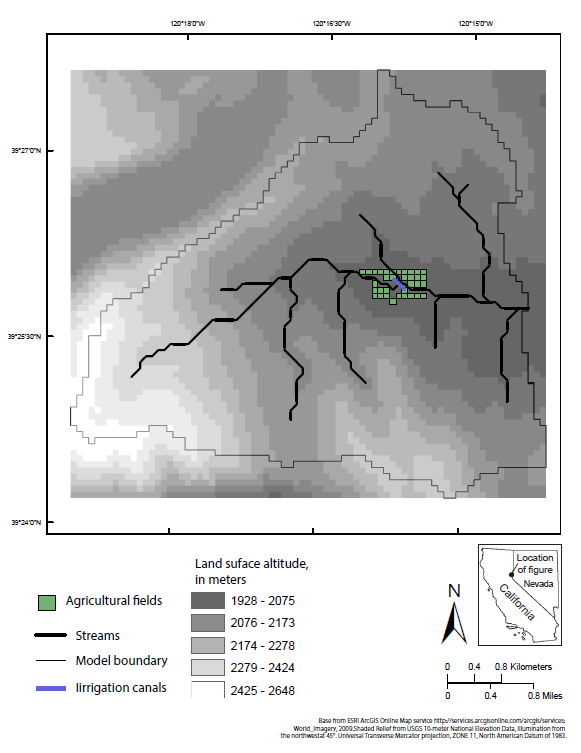 120°18'0"W
120°16'30"W
120°15'0"W
39°27'0"N
39°25'30"N
39°24'0"N
Agricultural fields
Streams
Model boundary
Iirrigation canals
Land suface altitude,
in meters
1928 - 2075
2076 - 2173
2174 - 2278
2279 - 2424
2425 - 2648
N
Location
of figure
Nevada
California
0 0.4 0.8 Kilometers
0 0.4 0.8 Miles
Base from ESRI ArcGIS Online Map service http://services.arcgisonline.com/arcgis/services:
World_Imagery, 2009.Shaded Relief from USGS 10-meter National Elevation Data, illumination from
the northwestat 45°. Universal Transverse Mercator projection, ZONE 11, North American Datum of 1983.